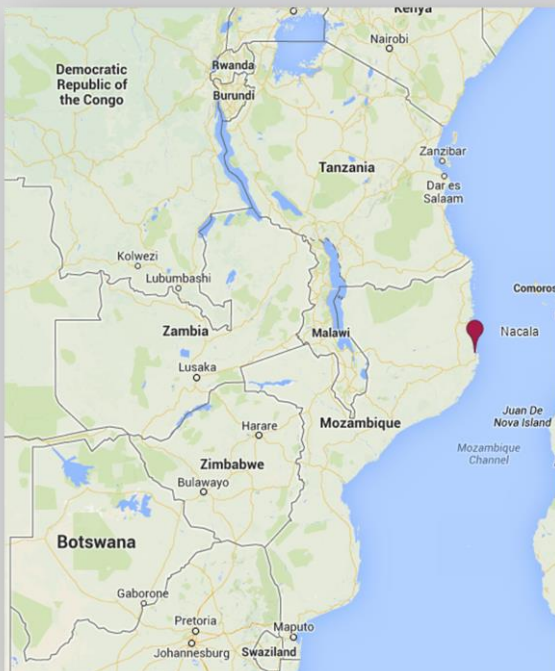 Kenya
Nairobi
Rwanda
Democratic
Republic of
the Congo
Burundi
Zanzibar
Tanzania
Dar es
Salaam
Kolwezi
Lubumbashi
Comoros
Zambia
Malawi
Nacala
Lusaka
Juan De
Nova Island
Mozambique
Harare
Mozambique
Channel
Zimbabwe
Bulawayo
Botswana
Gaborone
Pretoria
Maputo
Johannesburg
Swaziland